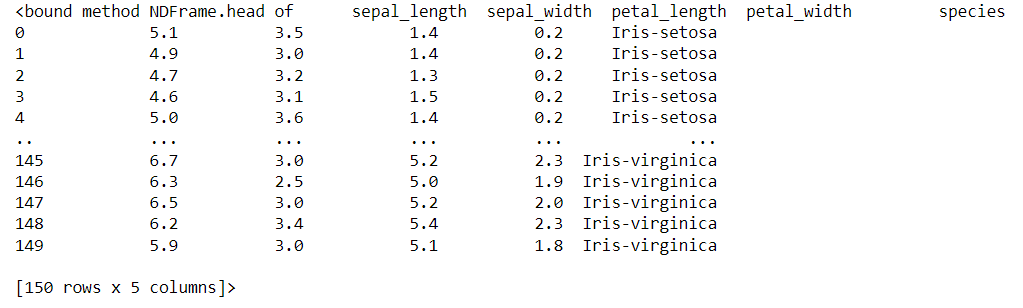 <bound method NDFrame.head of      sepal_length  sepal_width  petal_length  petal_width         species
0             5.1          3.5           1.4          0.2     Iris-setosa
1             4.9          3.0           1.4          0.2     Iris-setosa
2             4.7          3.2           1.3          0.2     Iris-setosa
3             4.6          3.1           1.5          0.2     Iris-setosa
4             5.0          3.6           1.4          0.2     Iris-setosa
..            ...          ...           ...          ...             ...
145           6.7          3.0           5.2          2.3  Iris-virginica
146           6.3          2.5           5.0          1.9  Iris-virginica
147           6.5          3.0           5.2          2.0  Iris-virginica
148           6.2          3.4           5.4          2.3  Iris-virginica
149           5.9          3.0           5.1          1.8  Iris-virginica

[150 rows x 5 columns]>